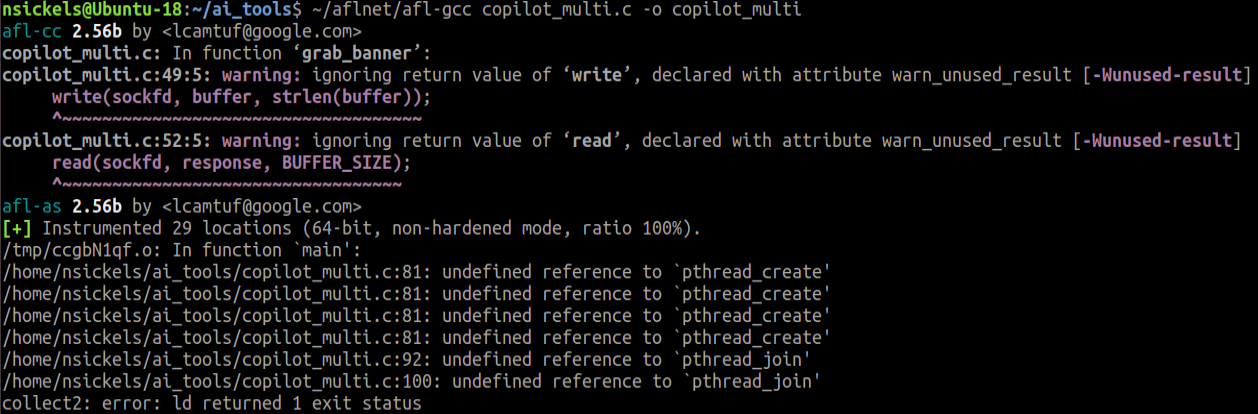 nsickels@Ubuntu-18:~/ai_tools$ ~/aflnet/afl-gcc copilot_multi.c -o copilot_multi
afl-cc 2.56b by <lcamtuf@google.com>
copilot_multi.c: In function ‘grab_banner’:
copilot_multi.c:49:5: warning: ignoring return value of ‘write’, declared with attribute warn_unused_result [-Wunused-result]
     write(sockfd, buffer, strlen(buffer));
     ^~~~~~~~~~~~~~~~~~~~~~~~~~~~~~~~~~~~~
copilot_multi.c:52:5: warning: ignoring return value of ‘read’, declared with attribute warn_unused_result [-Wunused-result]
     read(sockfd, response, BUFFER_SIZE);
     ^~~~~~~~~~~~~~~~~~~~~~~~~~~~~~~~~~~
afl-as 2.56b by <lcamtuf@google.com>
[+] Instrumented 29 locations (64-bit, non-hardened mode, ratio 100%).
/tmp/ccgbN1qf.o: In function `main':
/home/nsickels/ai_tools/copilot_multi.c:81: undefined reference to `pthread_create'
/home/nsickels/ai_tools/copilot_multi.c:81: undefined reference to `pthread_create'
/home/nsickels/ai_tools/copilot_multi.c:81: undefined reference to `pthread_create'
/home/nsickels/ai_tools/copilot_multi.c:81: undefined reference to `pthread_create'
/home/nsickels/ai_tools/copilot_multi.c:92: undefined reference to `pthread_join'
/home/nsickels/ai_tools/copilot_multi.c:100: undefined reference to `pthread_join'
collect2: error: ld returned 1 exit status